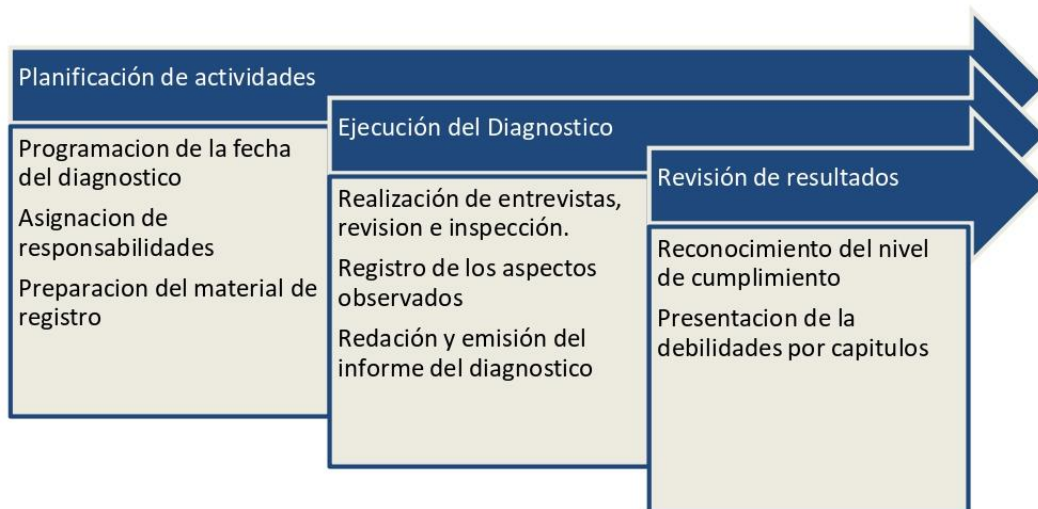 Planificación de actividades
Programacion de la fecha
del diagnostico
Asignacion de
responsabilidades
Preparacion del material de
registro
Ejecución del Diagnostico
Realización de entrevistas,
revision e inspección.
Registro de los aspectos
observados
Redación y emisión del
informe del diagnostico
Revisión de resultados
Reconocimiento del nivel
de cumplimiento
Presentacion de la
debilidades por capitulos